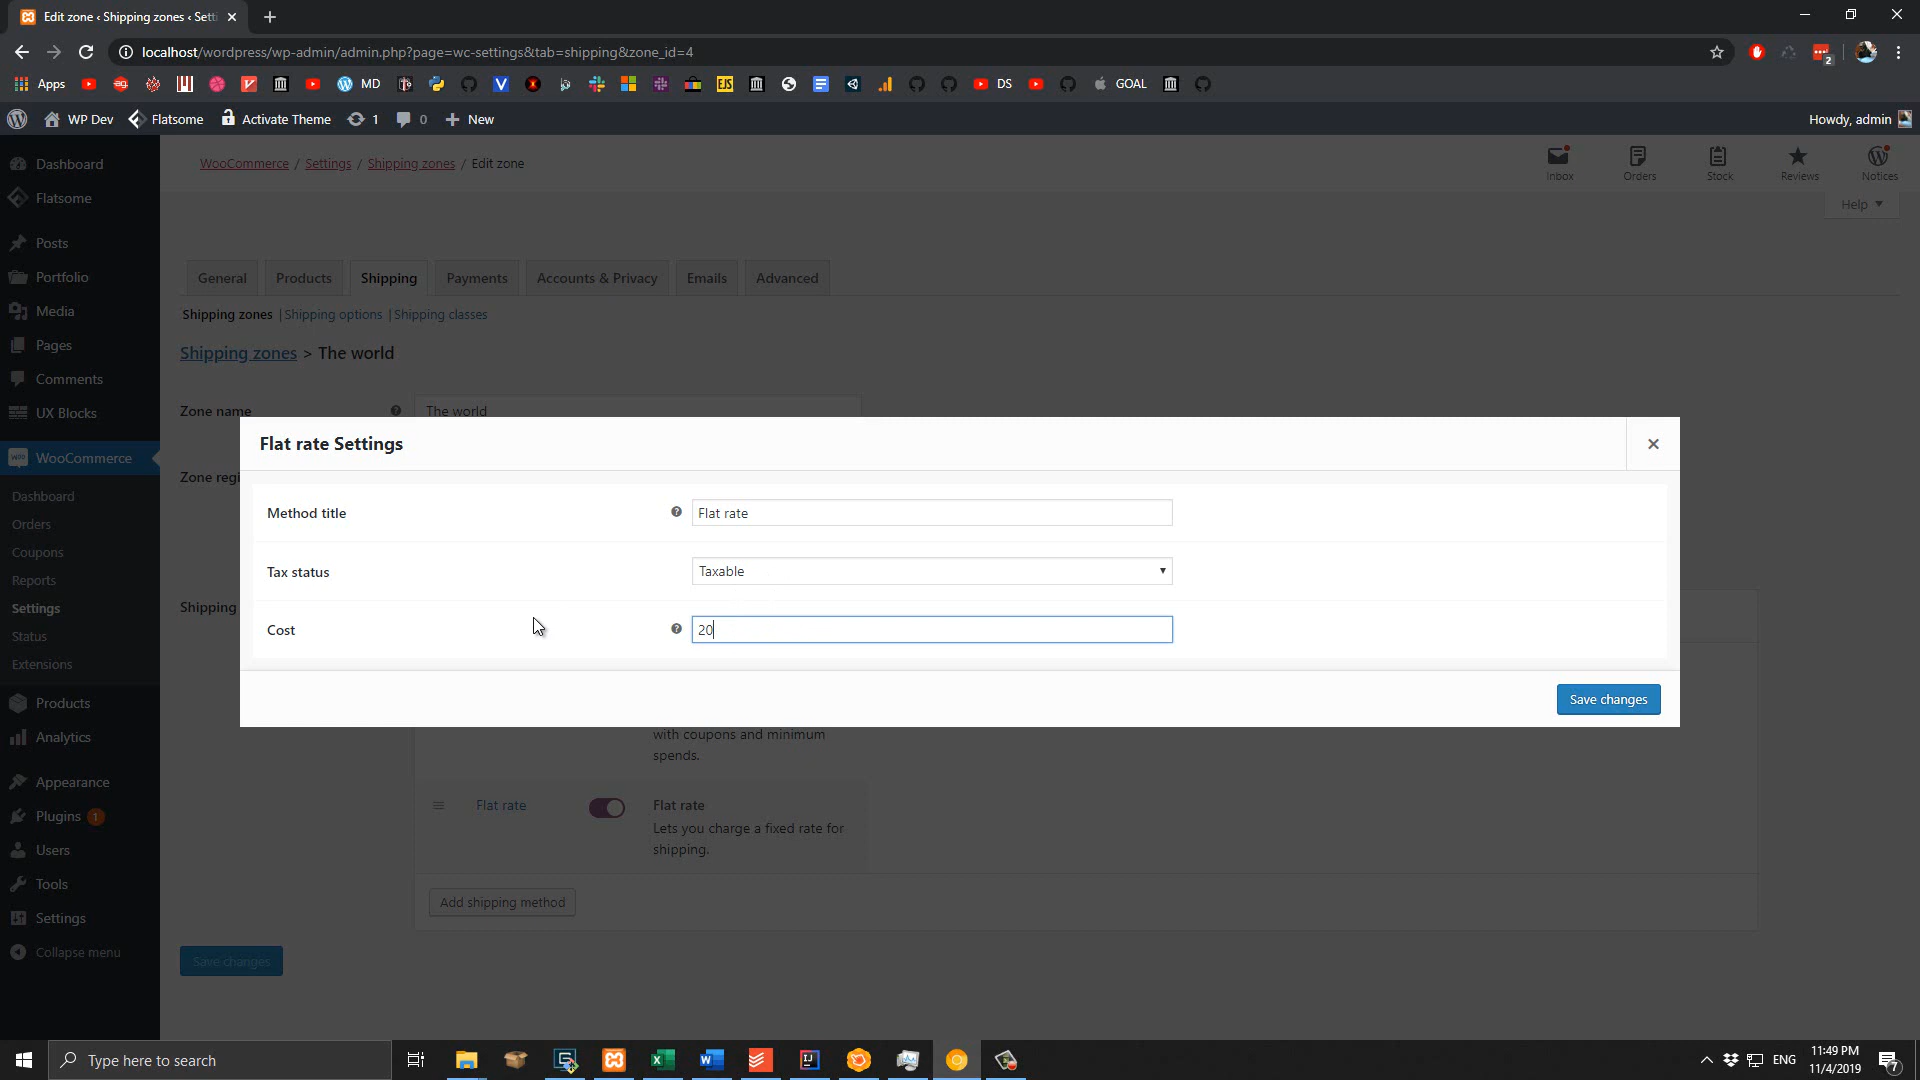 Edit zone ‹ Shipping zones ‹ Setti
localhost/wordpress/wp-admin/admin.php?page=wc-settings&tab=shipping&zone_id=4
2
Apps MD EJS DS GOAL
WP Dev Flatsome Activate Theme 1 0 New
Howdy, admin
Dashboard
Flatsome
Posts
Portfolio
Media
Pages
Comments
UX Blocks
WooCommerce
Dashboard
Orders
Coupons
Reports
Settings
Status
Extensions
Products
Analytics
Appearance
Plugins 1
Users
Tools
Settings
Collapse menu
WooCommerce / Settings / Shipping zones / Edit zone
Inbox Orders Stock Reviews Notices
Help
General Products Shipping Payments Accounts & Privacy Emails Advanced
Shipping zones | Shipping options | Shipping classes
Shipping zones > The world
Zone name The world
Zone regi
Shipping
Flat rate Settings
Method title Flat rate
Tax status Taxable
Cost 20
Save changes
with coupons and minimum
spends.
Flat rate Flat rate
Lets you charge a fixed rate for
shipping.
Add shipping method
Save changes
Type here to search
ENG
11:49 PM
11/4/2019
7